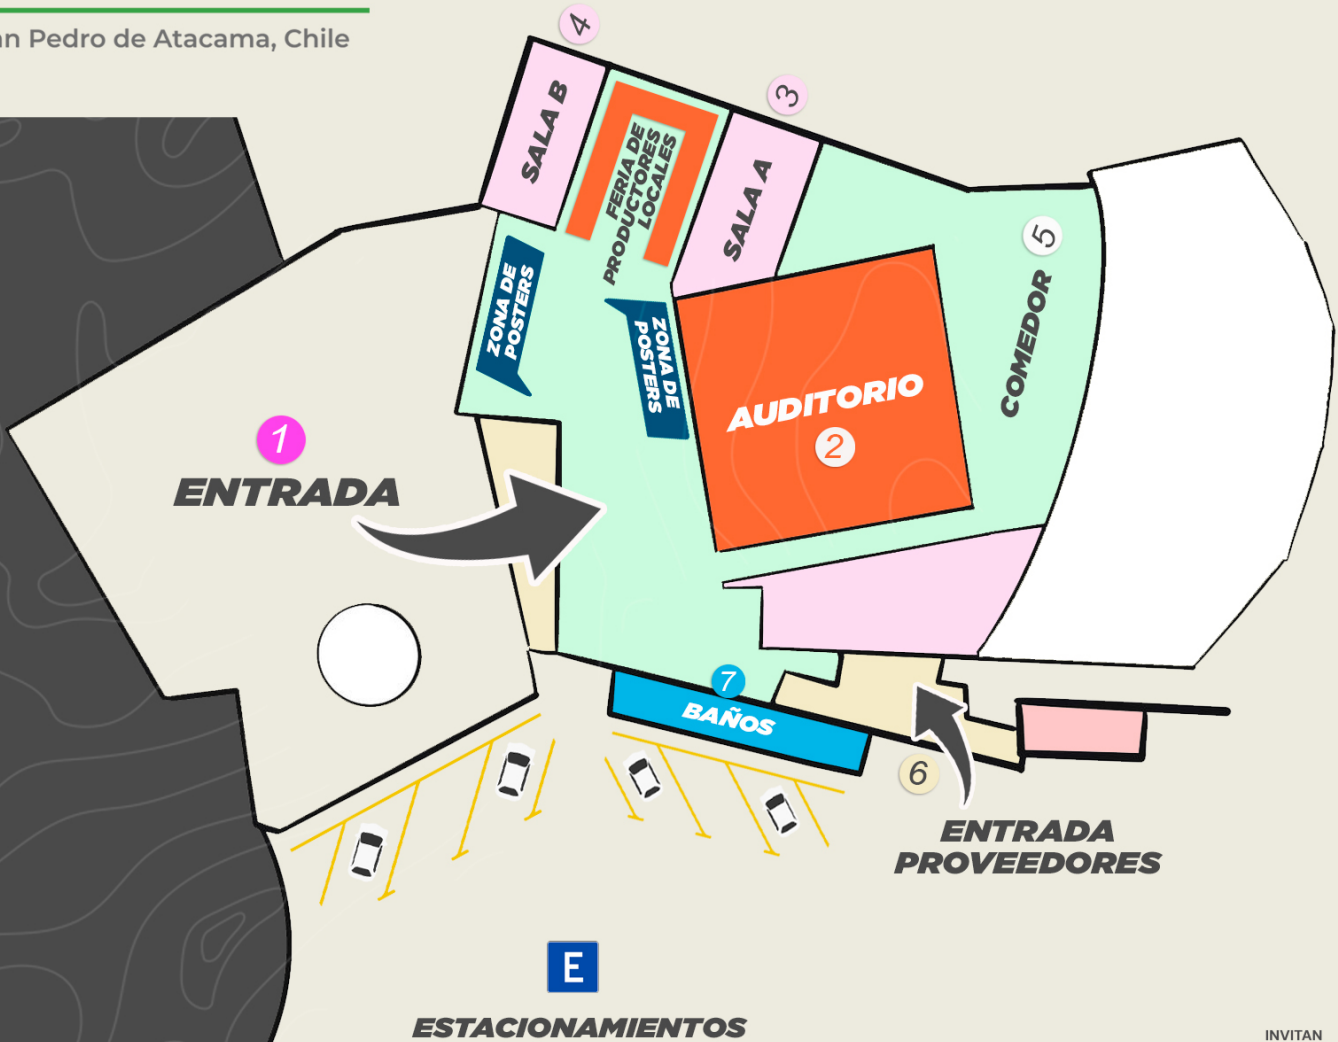 n Pedro de Atacama, Chile
4
SALA B
3
FERIA DE
PRODUCTORES
LOCALES
SALA A
5
COMEDOR
ZONA DE
POSTERS
ZONA DE
POSTERS
AUDITORIO
2
1
ENTRADA
7
BAÑOS
6
ENTRADA
PROVEEDORES
E
ESTACIONAMIENTOS
INVITAN